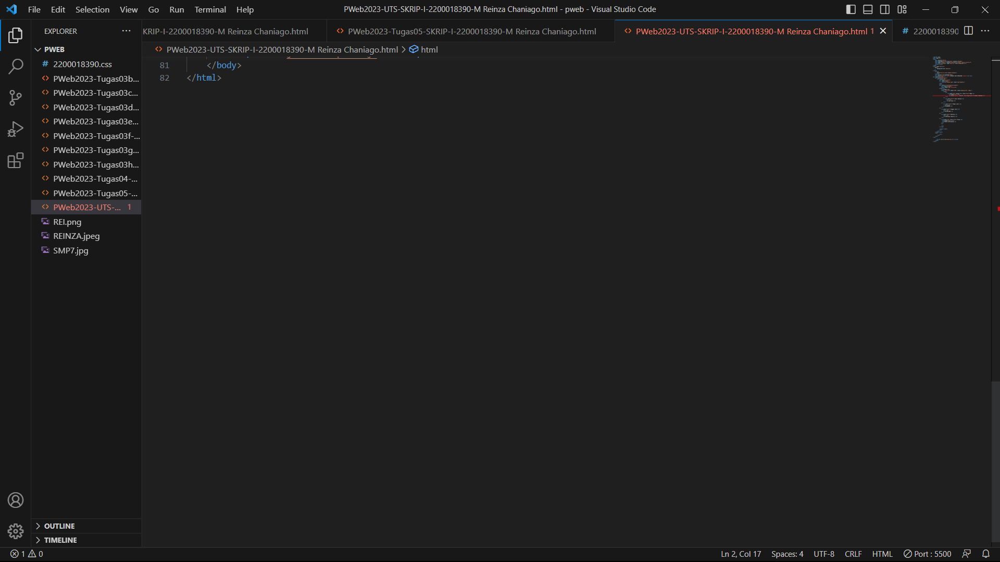 File Edit Selection View Go Run Terminal Help
PWeb2023-UTS-SKRIP-I-2200018390-M Reinza Chaniago.html - pweb - Visual Studio Code
EXPLORER
KRIP-I-2200018390-M Reinza Chaniago.html
PWeb2023-Tugas05-SKRIP-I-2200018390-M Reinza Chaniago.html
PWeb2023-UTS-SKRIP-I-2200018390-M Reinza Chaniago.html 1
# 2200018390
PWeb2023-UTS-SKRIP-I-2200018390-M Reinza Chaniago.html > html
PWEB
# 2200018390.css
PWeb2023-Tugas03b...
PWeb2023-Tugas03c...
PWeb2023-Tugas03d...
PWeb2023-Tugas03e...
PWeb2023-Tugas03f-...
PWeb2023-Tugas03g...
PWeb2023-Tugas03h...
PWeb2023-Tugas04-...
PWeb2023-Tugas05-...
PWeb2023-UTS-... 1
REI.png
REINZA.jpeg
SMP7.jpg
81 </body>
82 </html>
OUTLINE
TIMELINE
1 0
Ln 2, Col 17 Spaces: 4 UTF-8 CRLF HTML Port : 5500